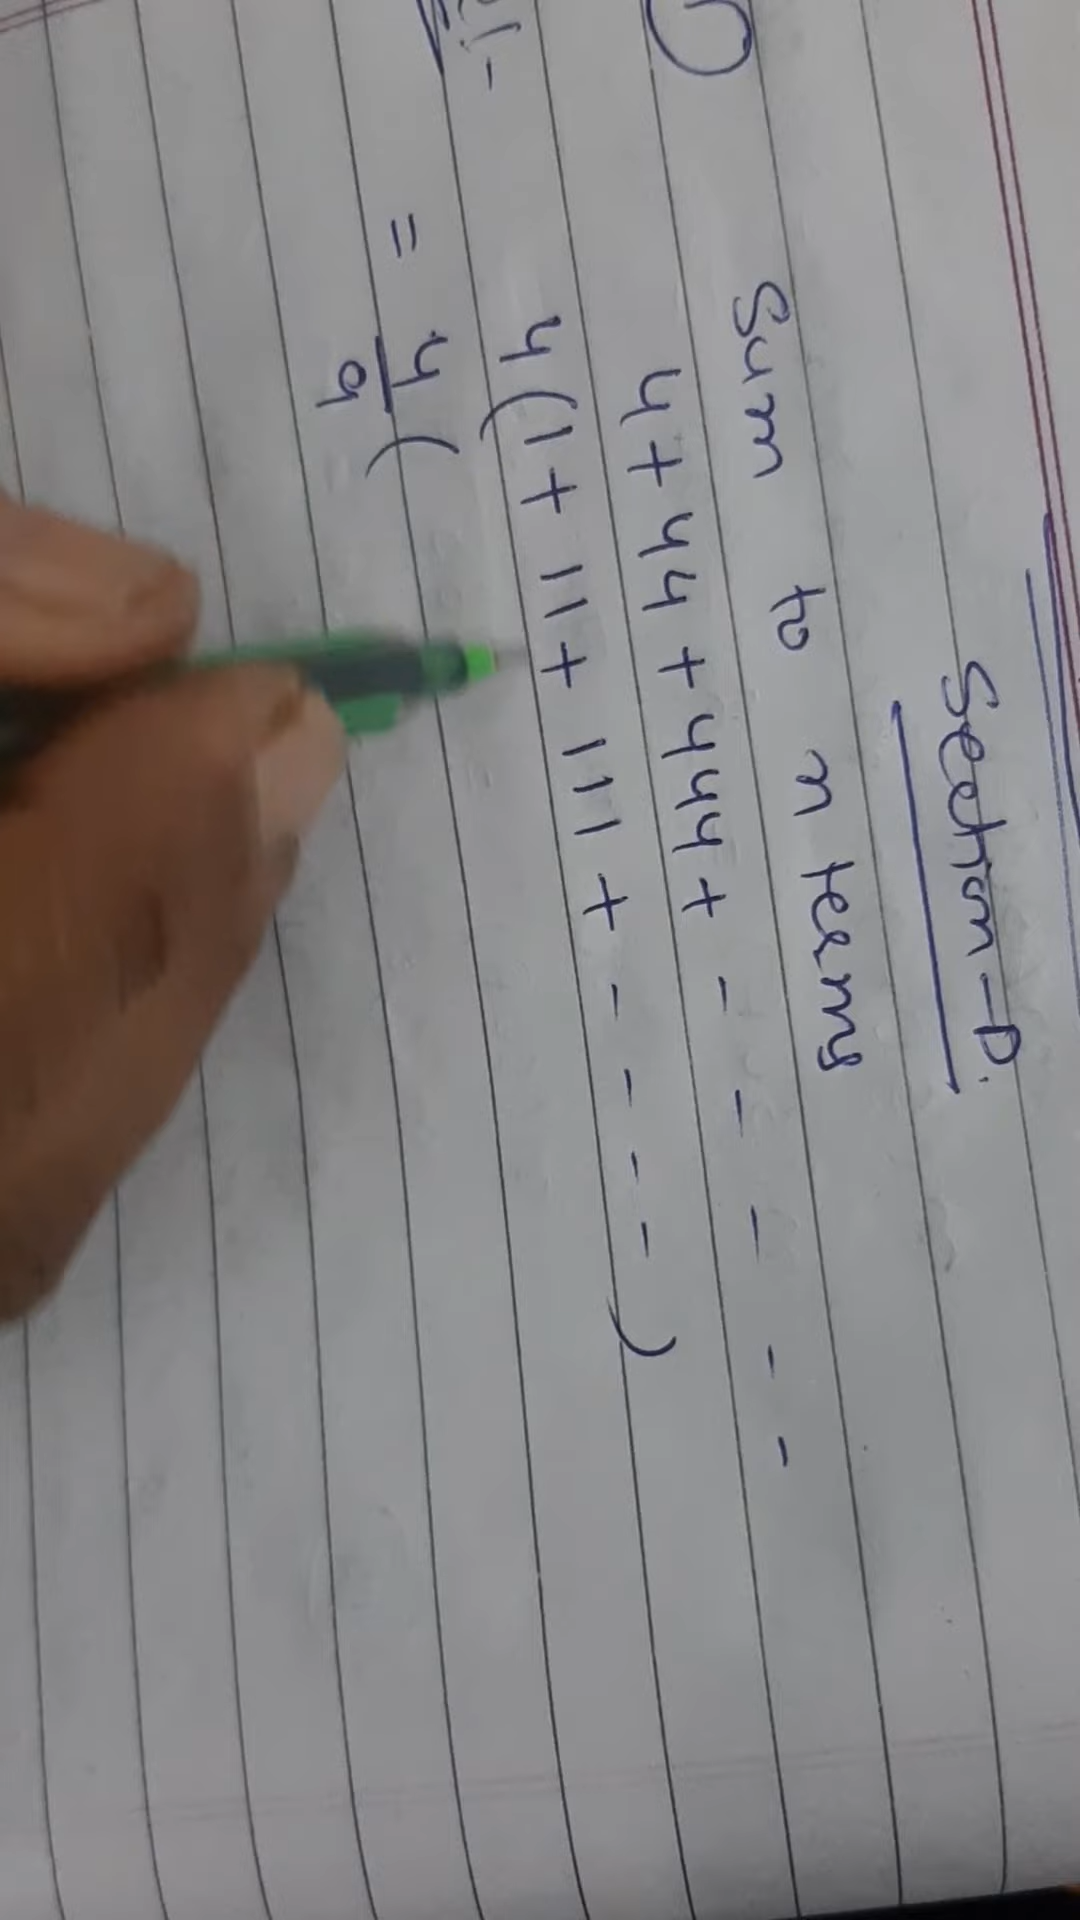 Section-D.
Sum to n terms
4 + 44 + 444 + - - - - -
4 ( 1 + 11 + 111 + - - - - )
= 4/9 (